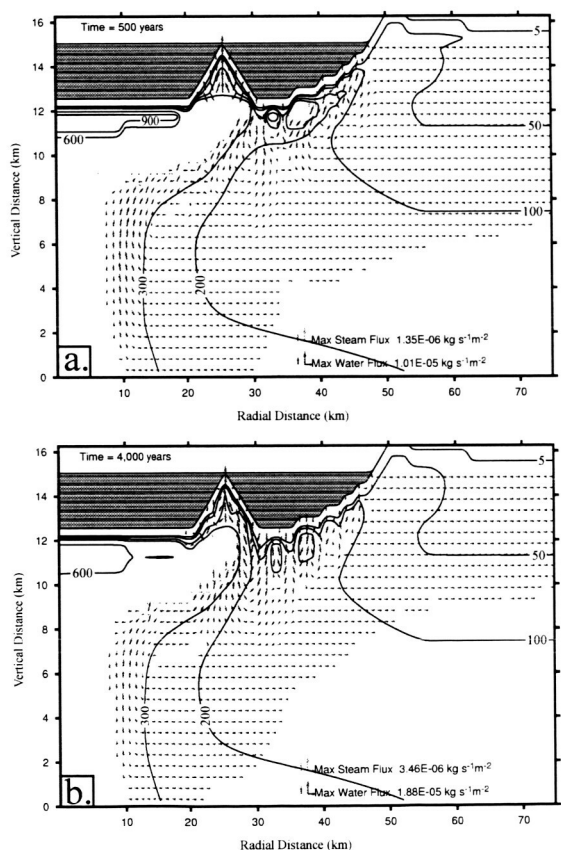 16
Time = 500 years
5
14
12
900
50
600
10
Vertical Distance (km)
8
100
6
300
200
4
2
Max Steam Flux 1.35E-06 kg s⁻¹m⁻²
a.
Max Water Flux 1.01E-05 kg s⁻¹m⁻²
0
10 20 30 40 50 60 70
Radial Distance (km)
16
Time = 4,000 years
5
14
12
600
50
10
Vertical Distance (km)
8
100
6
300
200
4
2
Max Steam Flux 3.46E-06 kg s⁻¹m⁻²
b.
Max Water Flux 1.88E-05 kg s⁻¹m⁻²
0
10 20 30 40 50 60 70
Radial Distance (km)